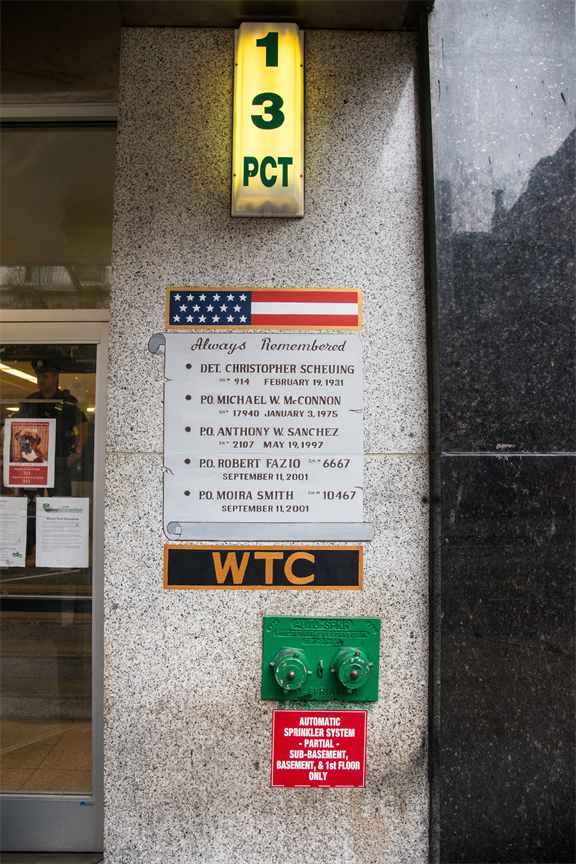 1
3
PCT
Always Remembered
DET. CHRISTOPHER SCHEUING
SH# 914 FEBRUARY 19, 1931
P.O. MICHAEL W. McCONNON
SH# 17940 JANUARY 3, 1975
P.O. ANTHONY W. SANCHEZ
SH# 2107 MAY 19, 1997
P.O. ROBERT FAZIO SH# 6667
SEPTEMBER 11, 2001
P.O. MOIRA SMITH SH# 10467
SEPTEMBER 11, 2001
WTC
AUTO-SPKR
AUTOMATIC
SPRINKLER SYSTEM
- PARTIAL -
SUB-BASEMENT,
BASEMENT, & 1st FLOOR
ONLY